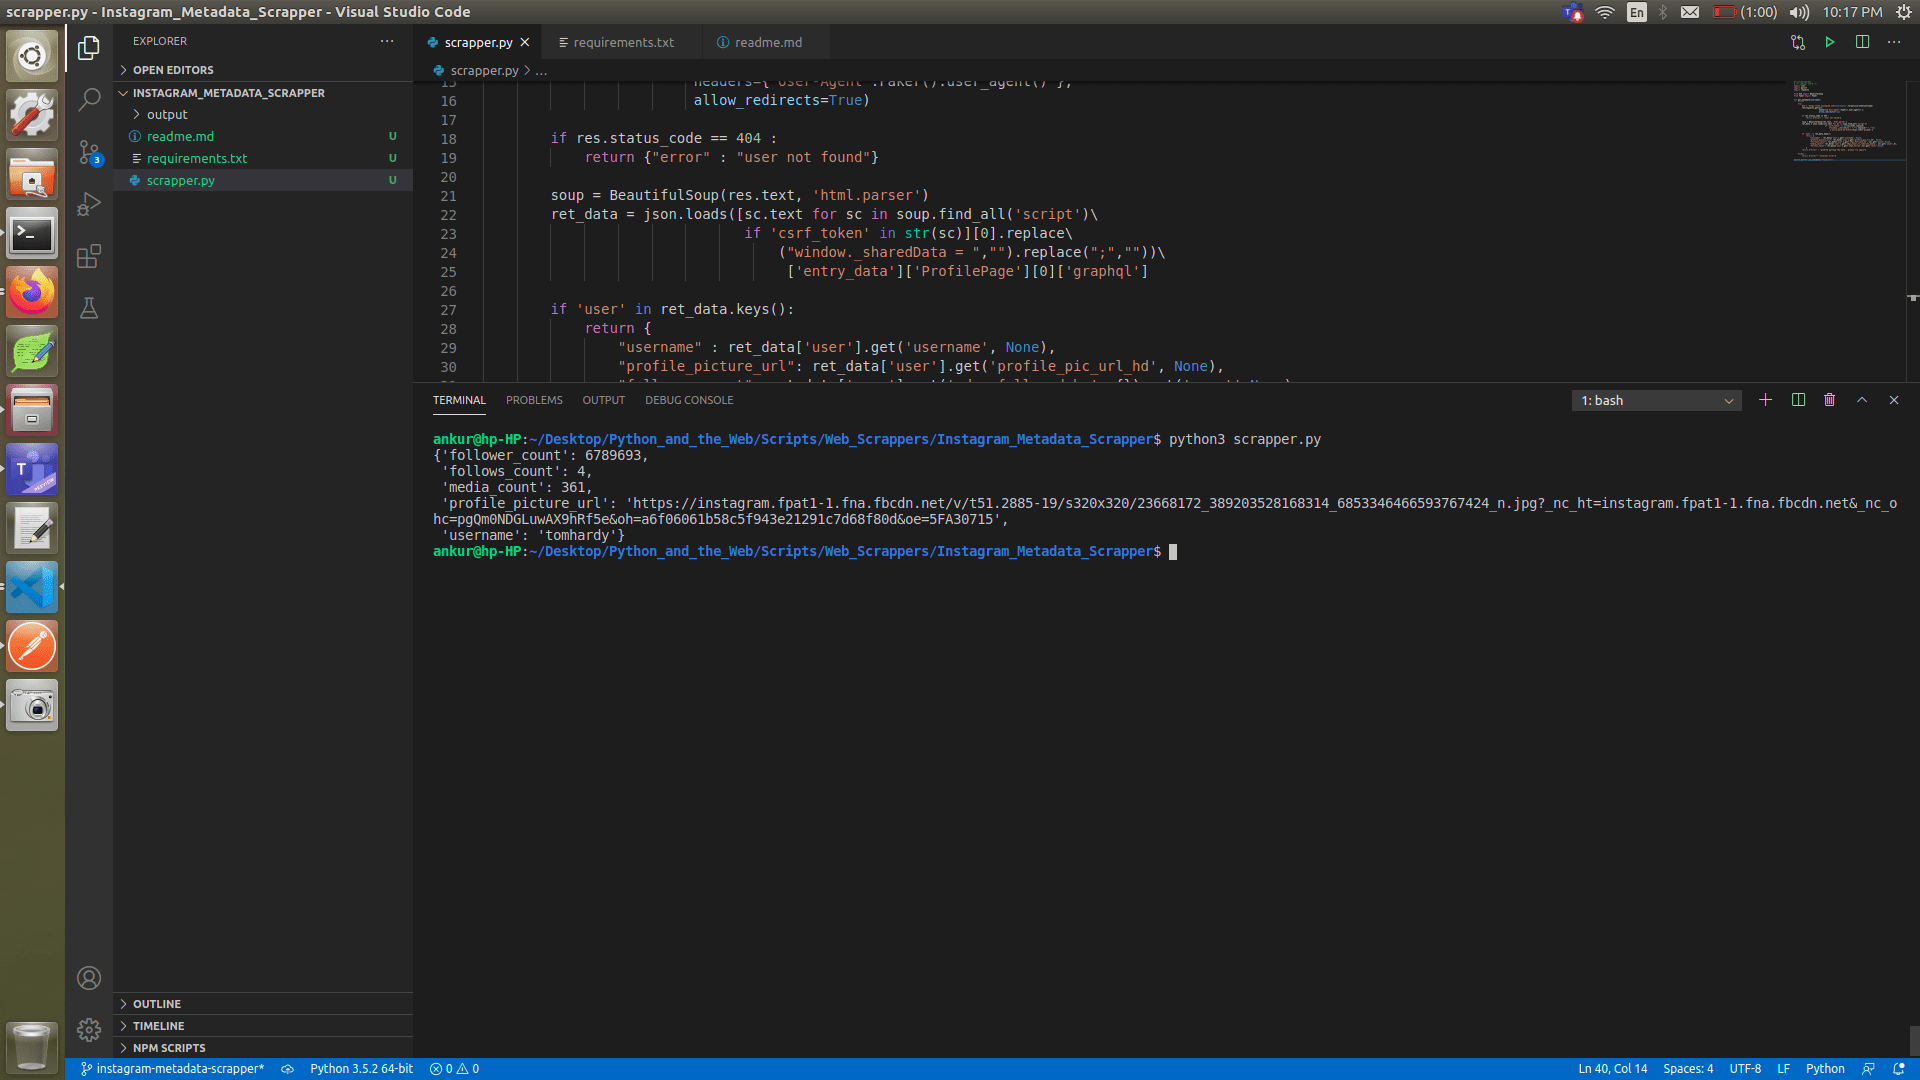 scrapper.py - Instagram_Metadata_Scrapper - Visual Studio Code
En
(1:00)
10:17 PM
EXPLORER
OPEN EDITORS
INSTAGRAM_METADATA_SCRAPPER
output
readme.md U
requirements.txt U
scrapper.py U
3
OUTLINE
TIMELINE
NPM SCRIPTS
scrapper.py
requirements.txt
readme.md
scrapper.py > ...
16 allow_redirects=True)
17
18 if res.status_code == 404 :
19 return {"error" : "user not found"}
20
21 soup = BeautifulSoup(res.text, 'html.parser')
22 ret_data = json.loads([sc.text for sc in soup.find_all('script')\
23 if 'csrf_token' in str(sc)][0].replace\
24 ("window._sharedData = ","").replace(";",""))\
25 ['entry_data']['ProfilePage'][0]['graphql']
26
27 if 'user' in ret_data.keys():
28 return {
29 "username" : ret_data['user'].get('username', None),
30 "profile_picture_url": ret_data['user'].get('profile_pic_url_hd', None),
TERMINAL PROBLEMS OUTPUT DEBUG CONSOLE
1: bash
ankur@hp-HP:~/Desktop/Python_and_the_Web/Scripts/Web_Scrappers/Instagram_Metadata_Scrapper$ python3 scrapper.py
{'follower_count': 6789693,
'follows_count': 4,
'media_count': 361,
'profile_picture_url': 'https://instagram.fpat1-1.fna.fbcdn.net/v/t51.2885-19/s320x320/23668172_389203528168314_6853346466593767424_n.jpg?_nc_ht=instagram.fpat1-1.fna.fbcdn.net&_nc_o
hc=pgQm0NDGLuwAX9hRf5e&oh=a6f06061b58c5f943e21291c7d68f80d&oe=5FA30715',
'username': 'tomhardy'}
ankur@hp-HP:~/Desktop/Python_and_the_Web/Scripts/Web_Scrappers/Instagram_Metadata_Scrapper$
instagram-metadata-scrapper*
Python 3.5.2 64-bit
0 0
Ln 40, Col 14
Spaces: 4
UTF-8
LF
Python